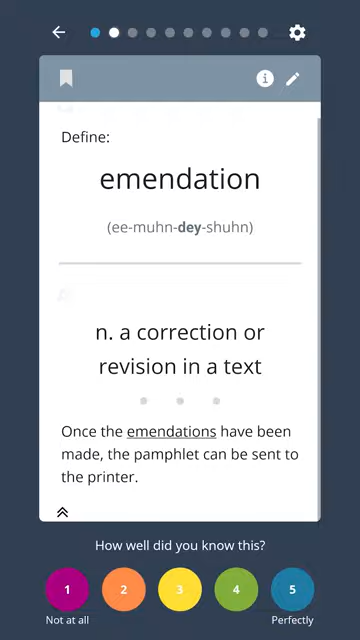 Define:
emendation
(ee-muhn-dey-shuhn)
n. a correction or
revision in a text
Once the emendations have been
made, the pamphlet can be sent to
the printer.
How well did you know this?
1 2 3 4 5
Not at all Perfectly